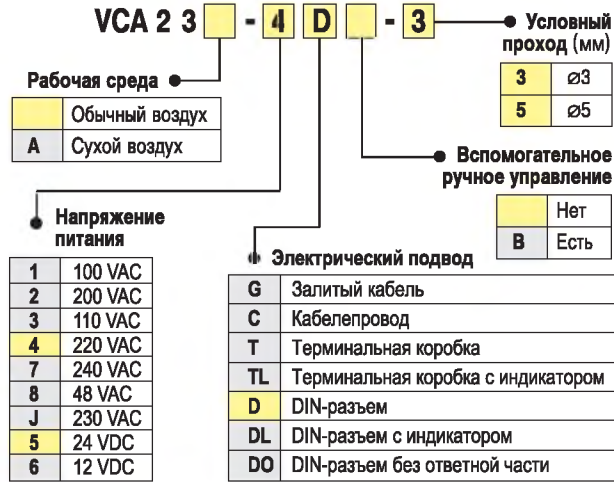 VCA 2 3 - 4 D - 3
Условный
проход (мм)
3 ⌀3
5 ⌀5
Рабочая среда
Обычный воздух
А Сухой воздух
Вспомогательное
ручное управление
Нет
В Есть
Напряжение
питания
1 100 VAC
2 200 VAC
3 110 VAC
4 220 VAC
7 240 VAC
8 48 VAC
J 230 VAC
5 24 VDC
6 12 VDC
Электрический подвод
G Залитый кабель
C Кабелепровод
T Терминальная коробка
TL Терминальная коробка с индикатором
D DIN-разъем
DL DIN-разъем с индикатором
DO DIN-разъем без ответной части